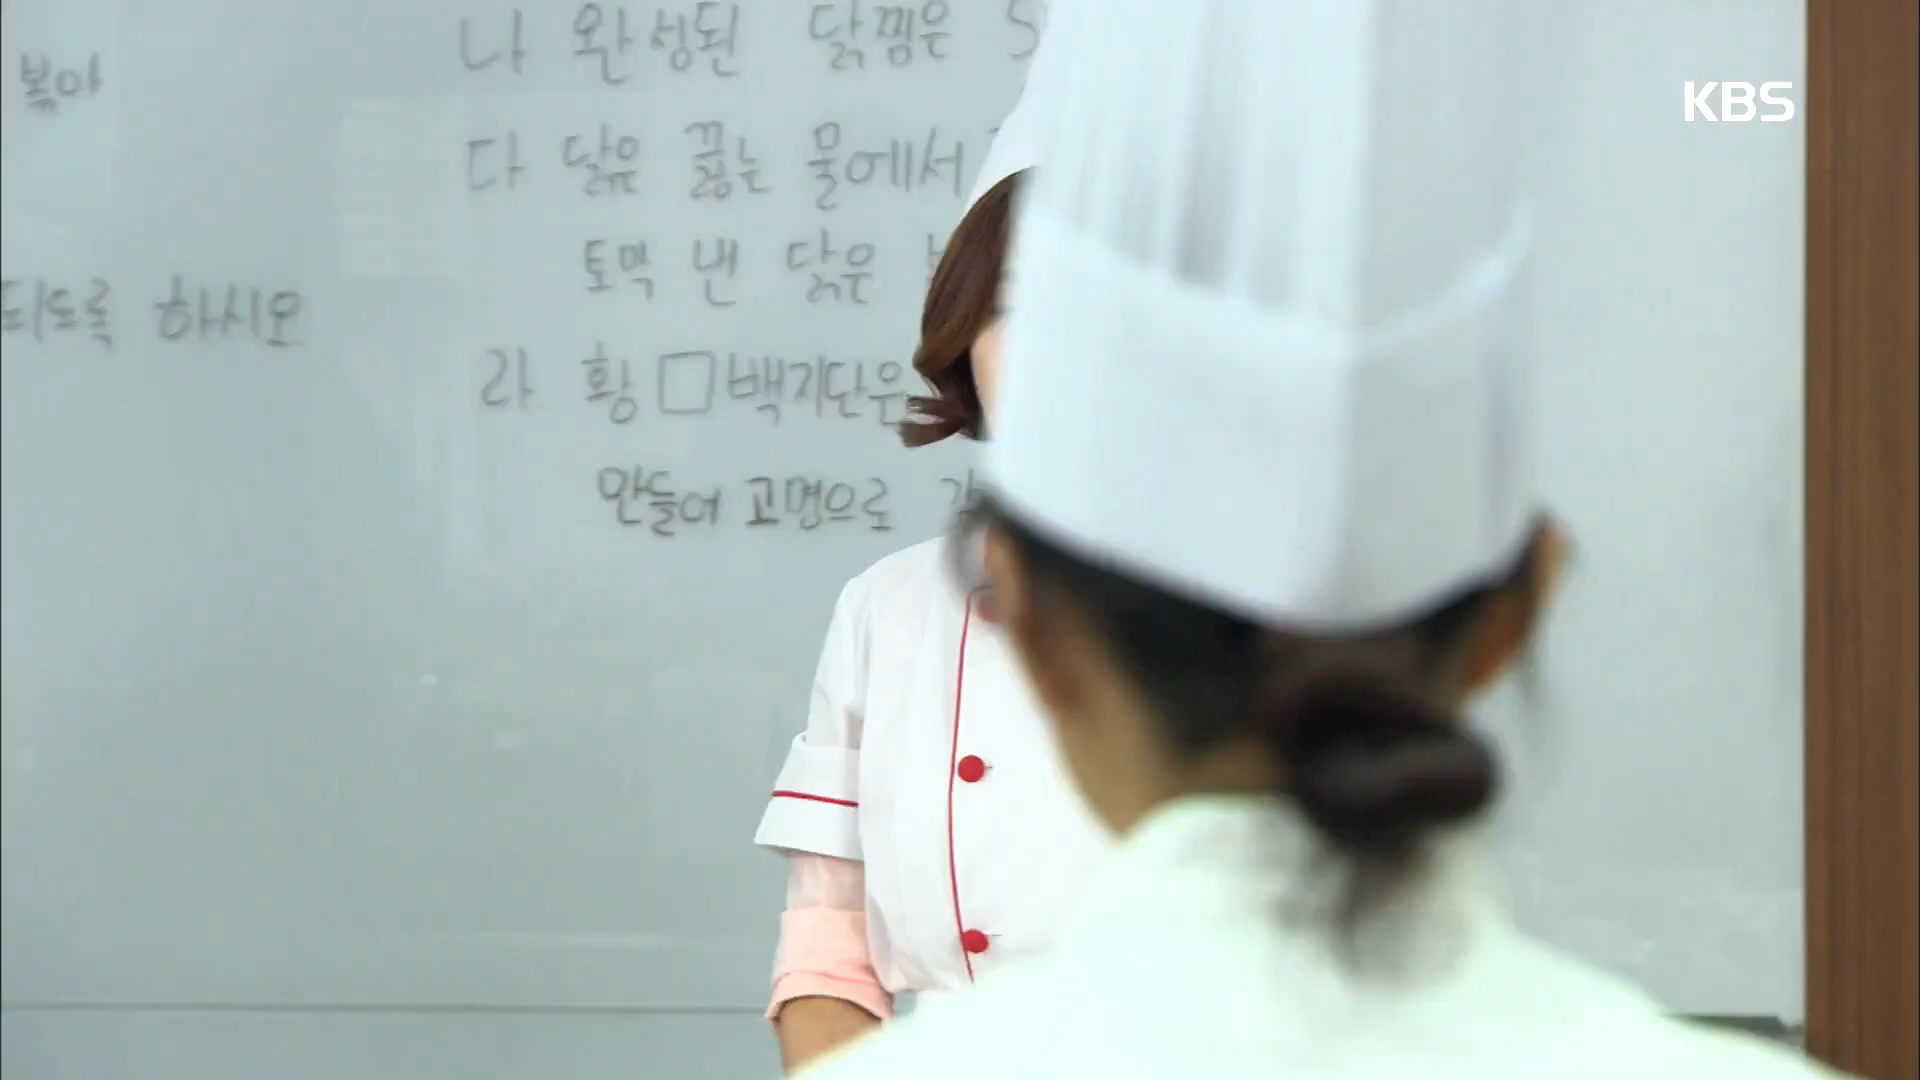 볶아
되도록 하시오
나 완성된 닭찜은 5
다 닭은 끓는 물에서
토막 낸 닭은
라. 황□백지단은
만들어 고명으로
KBS